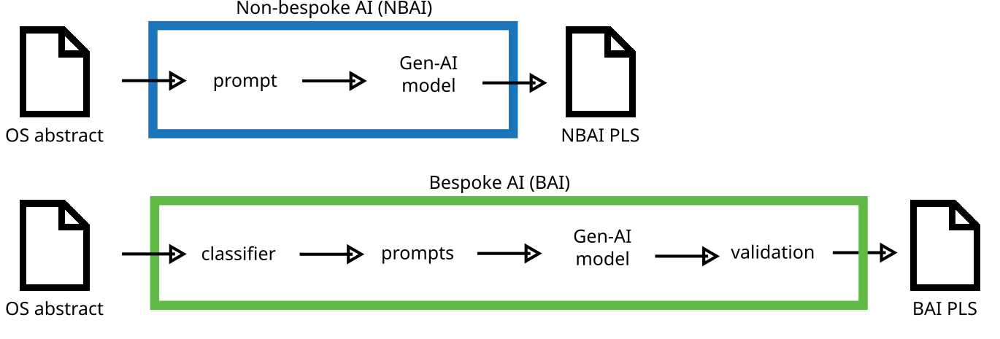 Non-bespoke AI (NBAI)
prompt
Gen-AI
model
OS abstract
NBAI PLS
Bespoke AI (BAI)
classifier
prompts
Gen-AI
model
validation
OS abstract
BAI PLS